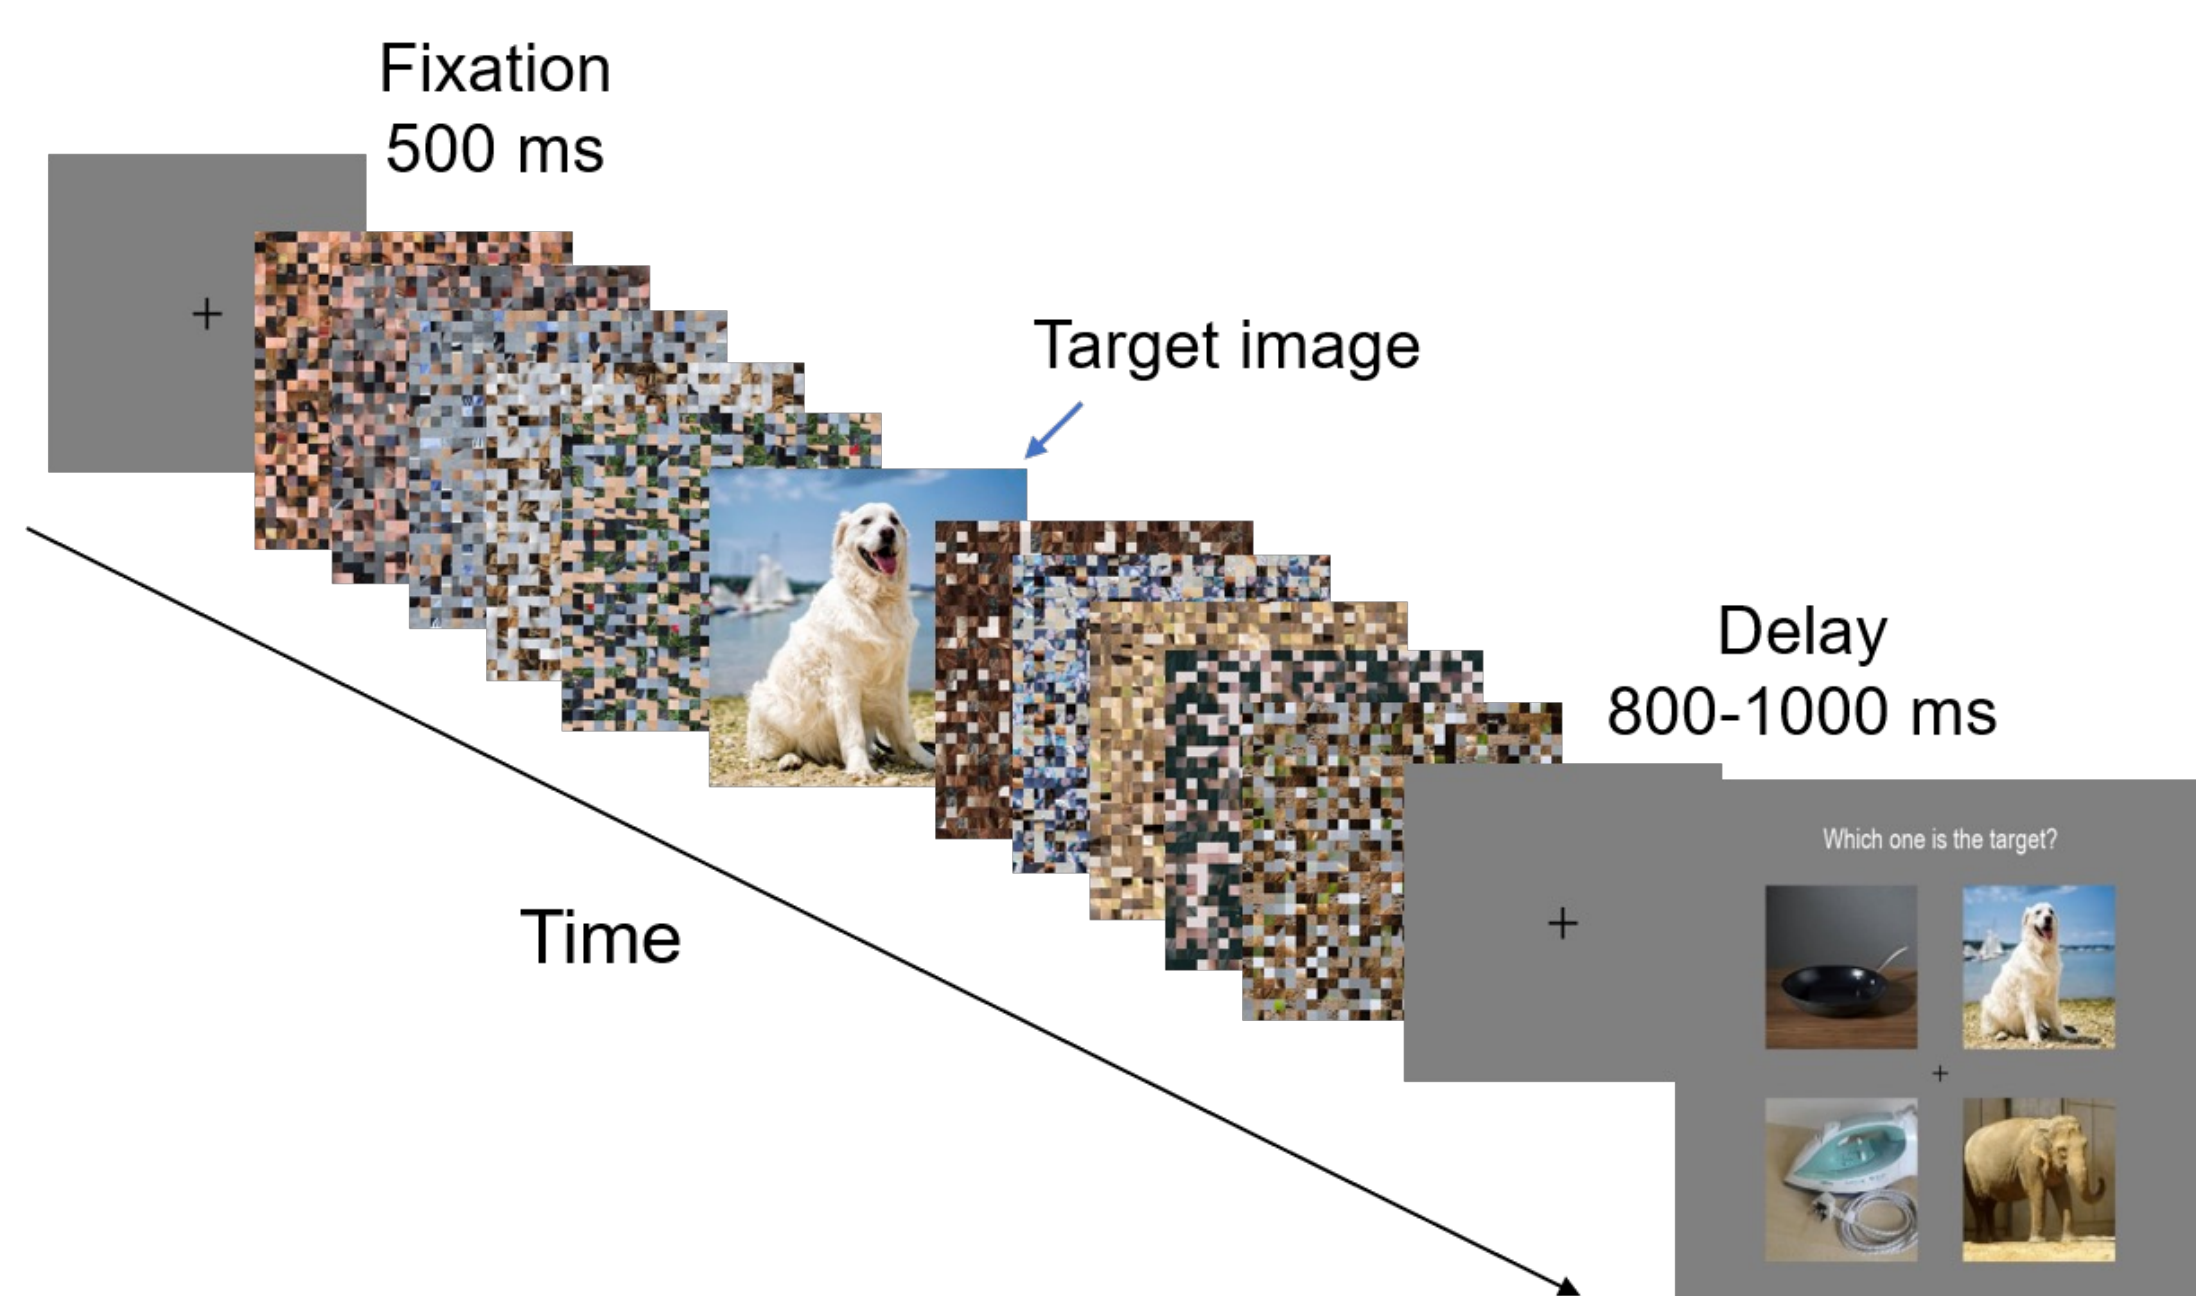 Fixation
500 ms
Target image
Delay
800-1000 ms
Which one is the target?
Time